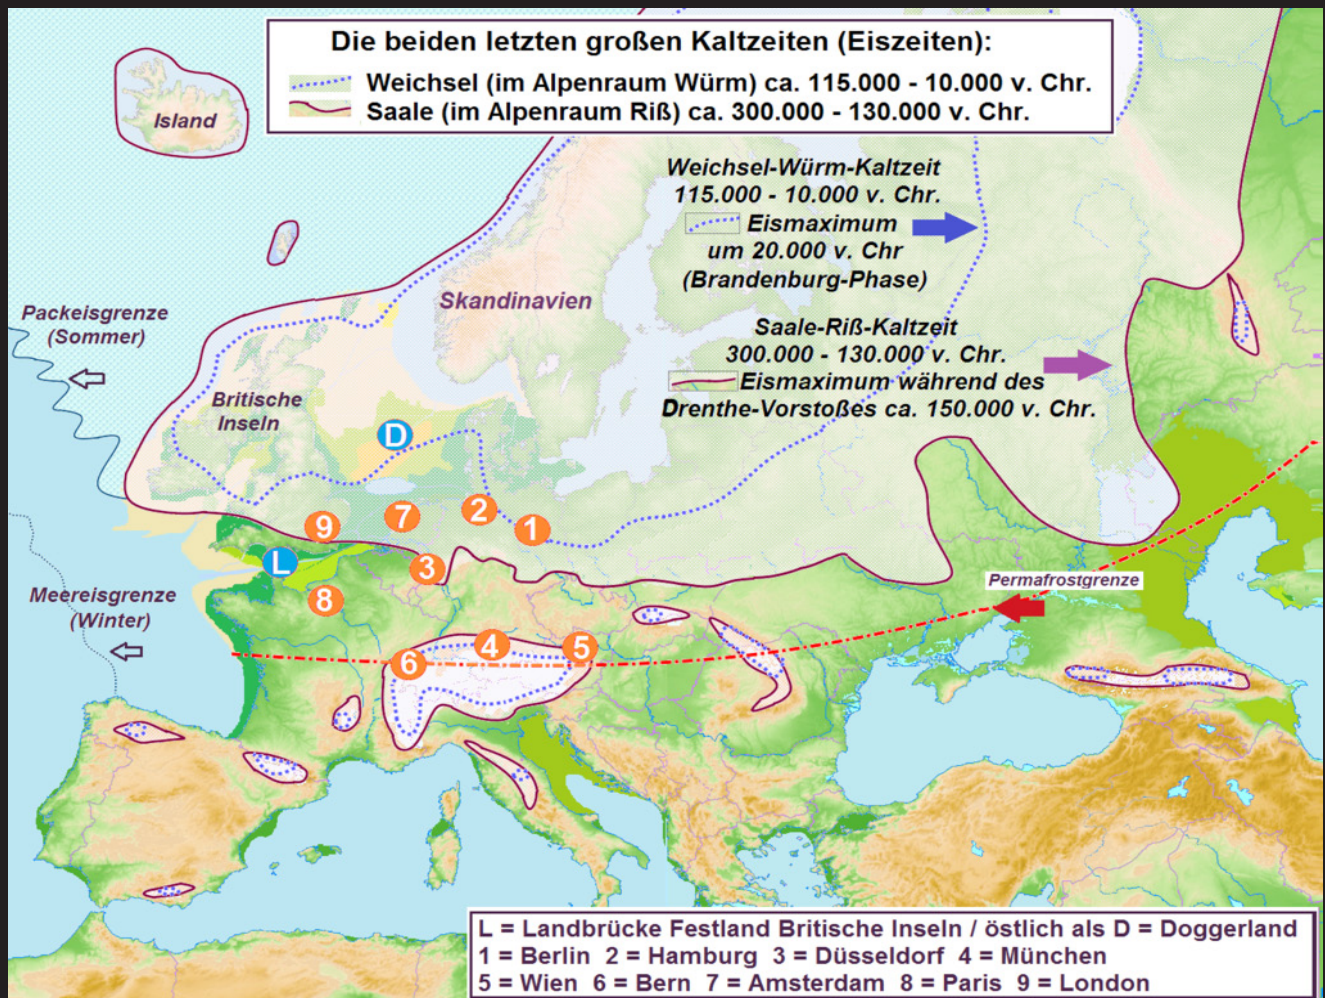 Die beiden letzten großen Kaltzeiten (Eiszeiten):
Weichsel (im Alpenraum Würm) ca. 115.000 - 10.000 v. Chr.
Saale (im Alpenraum Riß) ca. 300.000 - 130.000 v. Chr.
Island
Weichsel-Würm-Kaltzeit
115.000 - 10.000 v. Chr.
Eismaximum
um 20.000 v. Chr
(Brandenburg-Phase)
Skandinavien
Packeisgrenze
(Sommer)
Saale-Riß-Kaltzeit
300.000 - 130.000 v. Chr.
Eismaximum während des
Drenthe-Vorstoßes ca. 150.000 v. Chr.
Britische
Inseln
D
2
7
9
1
L
3
Permafrostgrenze
Meereisgrenze
(Winter)
8
4
5
6
L = Landbrücke Festland Britische Inseln / östlich als D = Doggerland
1 = Berlin 2 = Hamburg 3 = Düsseldorf 4 = München
5 = Wien 6 = Bern 7 = Amsterdam 8 = Paris 9 = London